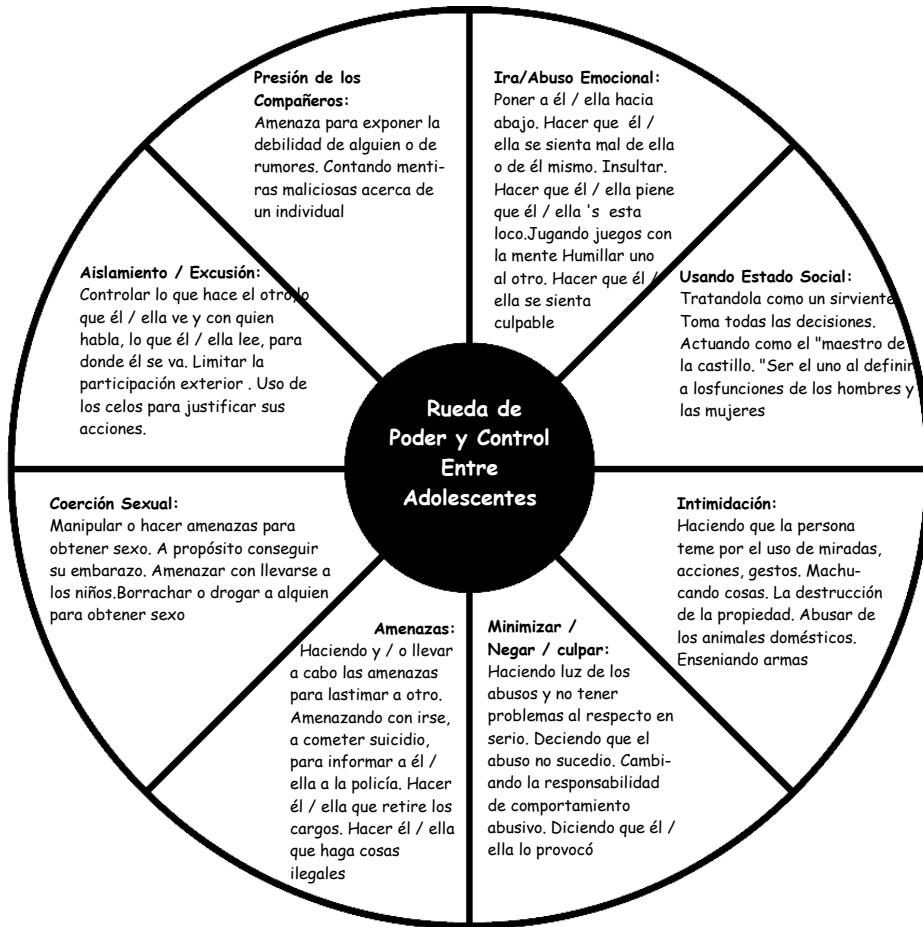 Presión de los
Compañeros:
Amenaza para exponer la
debilidad de alguien o de
rumores. Contando menti-
ras maliciosas acerca de
un individual
Ira/Abuso Emocional:
Poner a él / ella hacia
abajo. Hacer que él /
ella se sienta mal de ella
o de él mismo. Insultar.
Hacer que él / ella piene
que él / ella 's esta
loco.Jugando juegos con
la mente Humillar uno
al otro. Hacer que él /
ella se sienta
culpable
Aislamiento / Excusión:
Controlar lo que hace el otro,lo
que él / ella ve y con quien
habla, lo que él / ella lee, para
donde él se va. Limitar la
participación exterior . Uso de
los celos para justificar sus
acciones.
Usando Estado Social:
Tratandola como un sirviente
Toma todas las decisiones.
Actuando como el "maestro de
la castillo. "Ser el uno al definir
a losfunciones de los hombres y
las mujeres
Rueda de
Poder y Control
Entre
Adolescentes
Coerción Sexual:
Manipular o hacer amenazas para
obtener sexo. A propósito conseguir
su embarazo. Amenazar con llevarse a
los niños.Borrachar o drogar a alquien
para obtener sexo
Intimidación:
Haciendo que la persona
teme por el uso de miradas,
acciones, gestos. Machu-
cando cosas. La destrucción
de la propiedad. Abusar de
los animales domésticos.
Enseniando armas
Amenazas:
Haciendo y / o llevar
a cabo las amenazas
para lastimar a otro.
Amenazando con irse,
a cometer suicidio,
para informar a él /
ella a la policía. Hacer
él / ella que retire los
cargos. Hacer él / ella
que haga cosas
ilegales
Minimizar /
Negar / culpar:
Haciendo luz de los
abusos y no tener
problemas al respecto en
serio. Deciendo que el
abuso no sucedio. Cambi-
ando la responsabilidad
de comportamiento
abusivo. Diciendo que él /
ella lo provocó